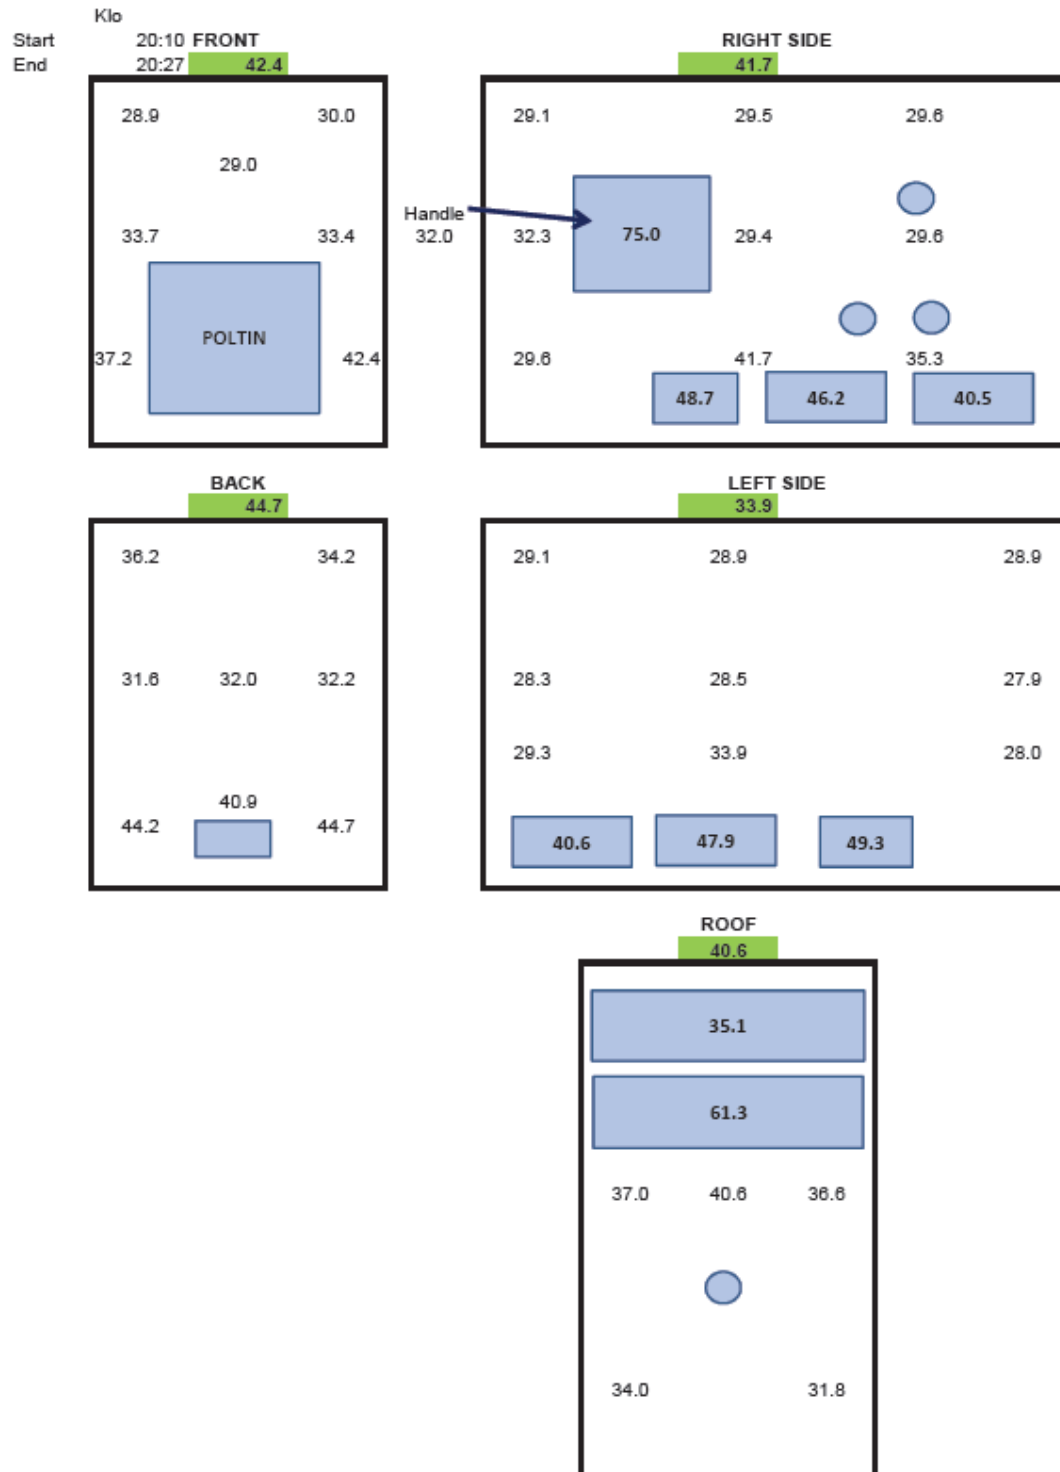 Klo
Start 20:10 FRONT RIGHT SIDE
End 20:27 42.4 41.7
28.9 30.0 29.1 29.5 29.6
29.0
Handle
33.7 33.4 32.0 32.3 75.0 29.4 29.6
POLTIN
37.2 42.4 29.6 41.7 35.3
48.7 46.2 40.5
BACK LEFT SIDE
44.7 33.9
36.2 34.2 29.1 28.9 28.9
31.6 32.0 32.2 28.3 28.5 27.9
29.3 33.9 28.0
40.9
44.2 44.7 40.6 47.9 49.3
ROOF
40.6
35.1
61.3
37.0 40.6 36.6
34.0 31.8